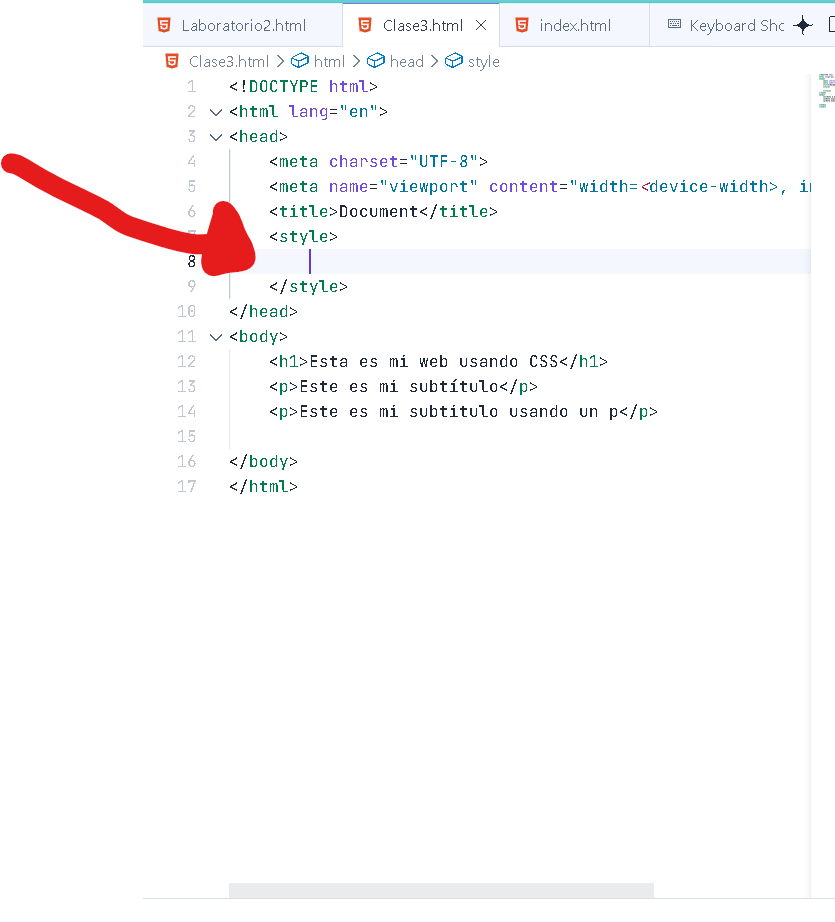 Laboratorio2.html Clase3.html index.html Keyboard Sho
Clase3.html html head style
1 <!DOCTYPE html>
2 <html lang="en">
3 <head>
4 <meta charset="UTF-8">
5 <meta name="viewport" content="width=<device-width>, in
6 <title>Document</title>
7 <style>
8
9 </style>
10 </head>
11 <body>
12 <h1>Esta es mi web usando CSS</h1>
13 <p>Este es mi subtítulo</p>
14 <p>Este es mi subtitulo usando un p</p>
15
16 </body>
17 </html>